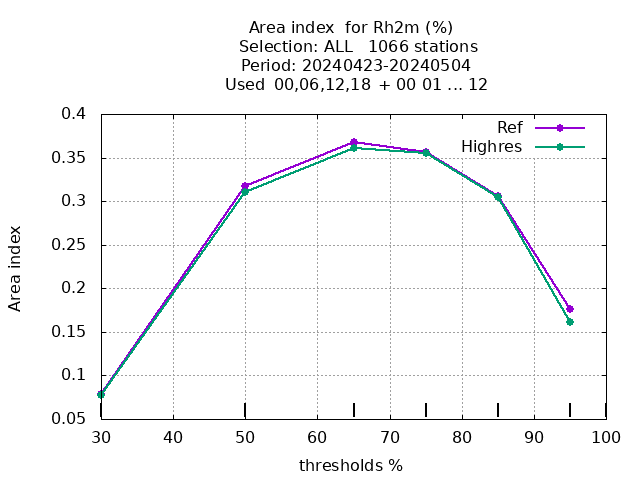 Area index  for Rh2m (%)
Selection: ALL   1066 stations
Period: 20240423-20240504
Used  00,06,12,18 + 00 01 ... 12
Ref
Highres
0.4
0.35
0.3
0.25
0.2
0.15
0.1
0.05
Area index
30 40 50 60 70 80 90 100
thresholds %